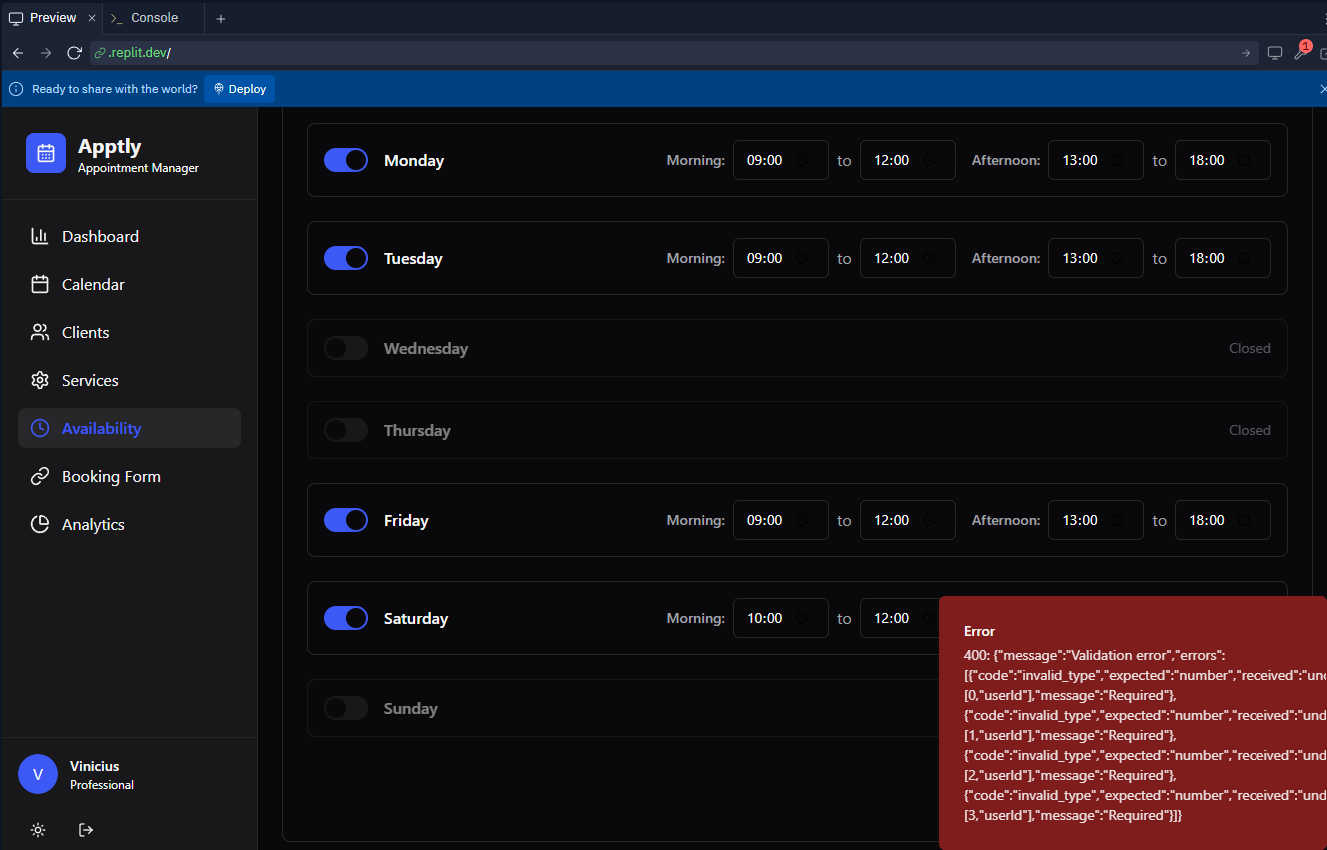 Preview × >_ Console +
.replit.dev/
1
Ready to share with the world? Deploy
Apptly
Appointment Manager
Dashboard
Calendar
Clients
Services
Availability
Booking Form
Analytics
Vinicius
V
Professional
Monday Morning: 09:00 to 12:00 Afternoon: 13:00 to 18:00
Tuesday Morning: 09:00 to 12:00 Afternoon: 13:00 to 18:00
Wednesday Closed
Thursday Closed
Friday Morning: 09:00 to 12:00 Afternoon: 13:00 to 18:00
Saturday Morning: 10:00 to 12:00
Sunday
Error
400: {"message":"Validation error","errors":
[{"code":"invalid_type","expected":"number","received":"und
[0,"userId"],"message":"Required"},
{"code":"invalid_type","expected":"number","received":"und
[1,"userId"],"message":"Required"},
{"code":"invalid_type","expected":"number","received":"und
[2,"userId"],"message":"Required"},
{"code":"invalid_type","expected":"number","received":"und
[3,"userId"],"message":"Required"}]}